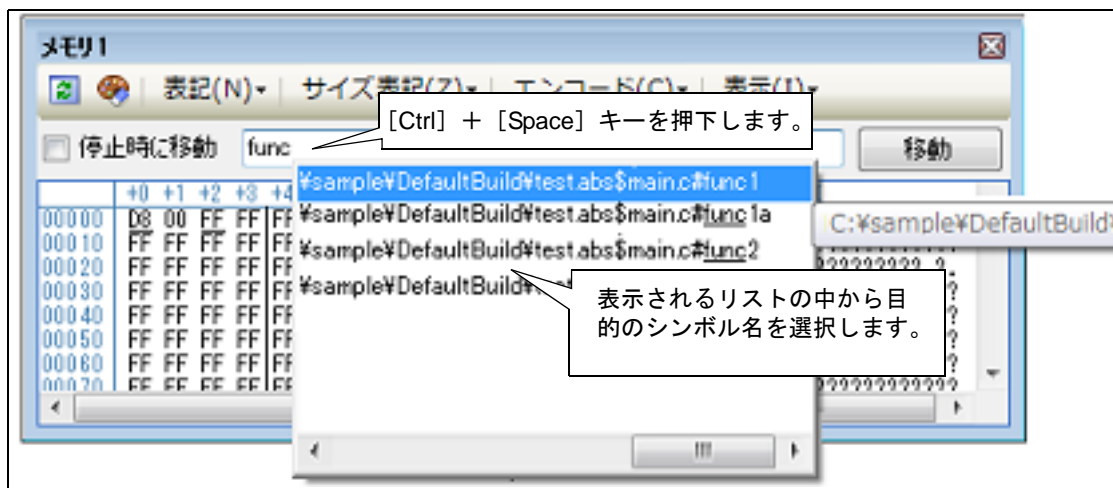 メモリ1
表記(N) サイズ表記(Z) エンコード(C) 表示(I)
[Ctrl] + [Space] キーを押下します。
停止時に移動 func 移動
+0 +1 +2 +3 +4
¥sample¥DefaultBuild¥test.abs$main.c#func1
¥sample¥DefaultBuild¥test.abs$main.c#func1a
C:¥sample¥DefaultBuild¥
¥sample¥DefaultBuild¥test.abs$main.c#func2
¥sample¥DefaultBuild¥
表示されるリストの中から目
的のシンボル名を選択します。
00000 D8 00 FF FF FF
00010 FF FF FF FF FF
00020 FF FF FF FF FF ?????????.?.
00030 FF FF FF FF FF ?
00040 FF FF FF FF FF ?
00050 FF FF FF FF FF ?
00060 FF FF FF FF FF ?
00070 FF FF FF FF FF ????????????